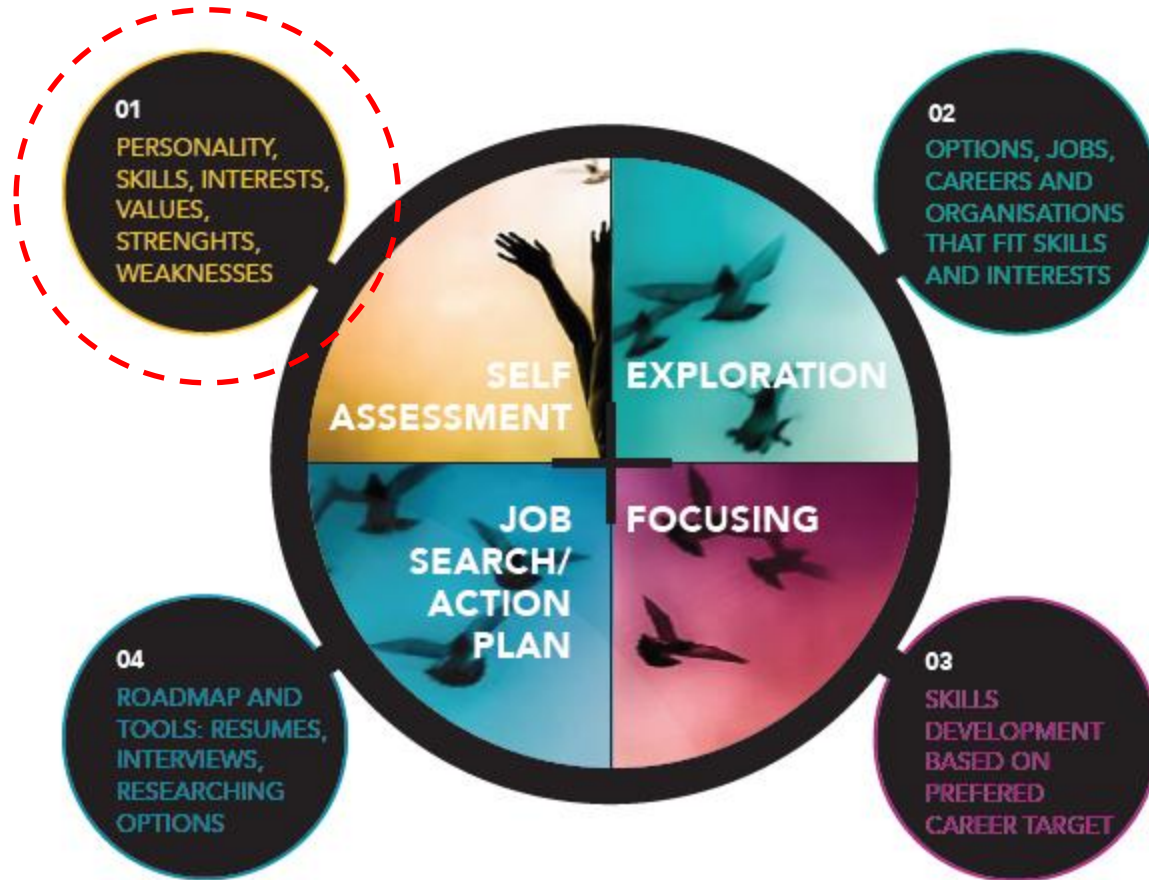 01
PERSONALITY,
SKILLS, INTERESTS,
VALUES,
STRENGHTS,
WEAKNESSES
02
OPTIONS, JOBS,
CAREERS AND
ORGANISATIONS
THAT FIT SKILLS
AND INTERESTS
SELF
ASSESSMENT
EXPLORATION
JOB
SEARCH/
ACTION
PLAN
FOCUSING
04
ROADMAP AND
TOOLS: RESUMES,
INTERVIEWS,
RESEARCHING
OPTIONS
03
SKILLS
DEVELOPMENT
BASED ON
PREFERED
CAREER TARGET